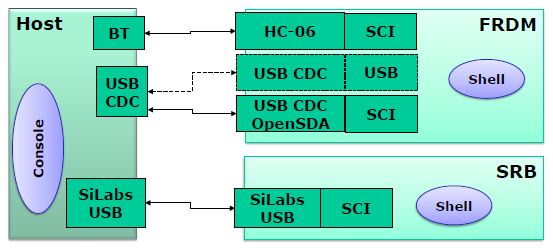 Host
BT
USB
CDC
Console
SiLabs
USB
FRDM
HC-06 SCI
USB CDC USB
USB CDC
OpenSDA
SCI
Shell
SRB
SiLabs
USB
SCI
Shell